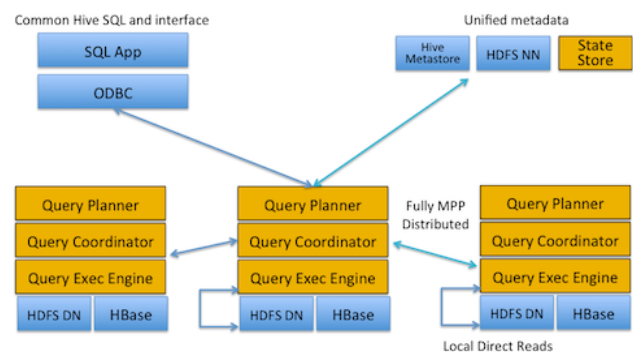 Common Hive SQL and interface
Unified metadata
SQL App
ODBC
Hive
Metastore
HDFS NN
State
Store
Query Planner
Query Coordinator
Query Exec Engine
HDFS DN
HBase
Query Planner
Query Coordinator
Query Exec Engine
HDFS DN
HBase
Fully MPP
Distributed
Query Planner
Query Coordinator
Query Exec Engine
HDFS DN
HBase
Local Direct Reads